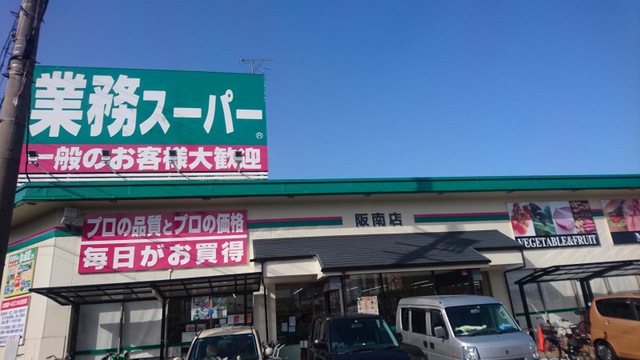 業務スーパー®
一般のお客様大歓迎
阪南店
プロの品質とプロの価格
毎日がお買得
VEGETABLE&FRUIT